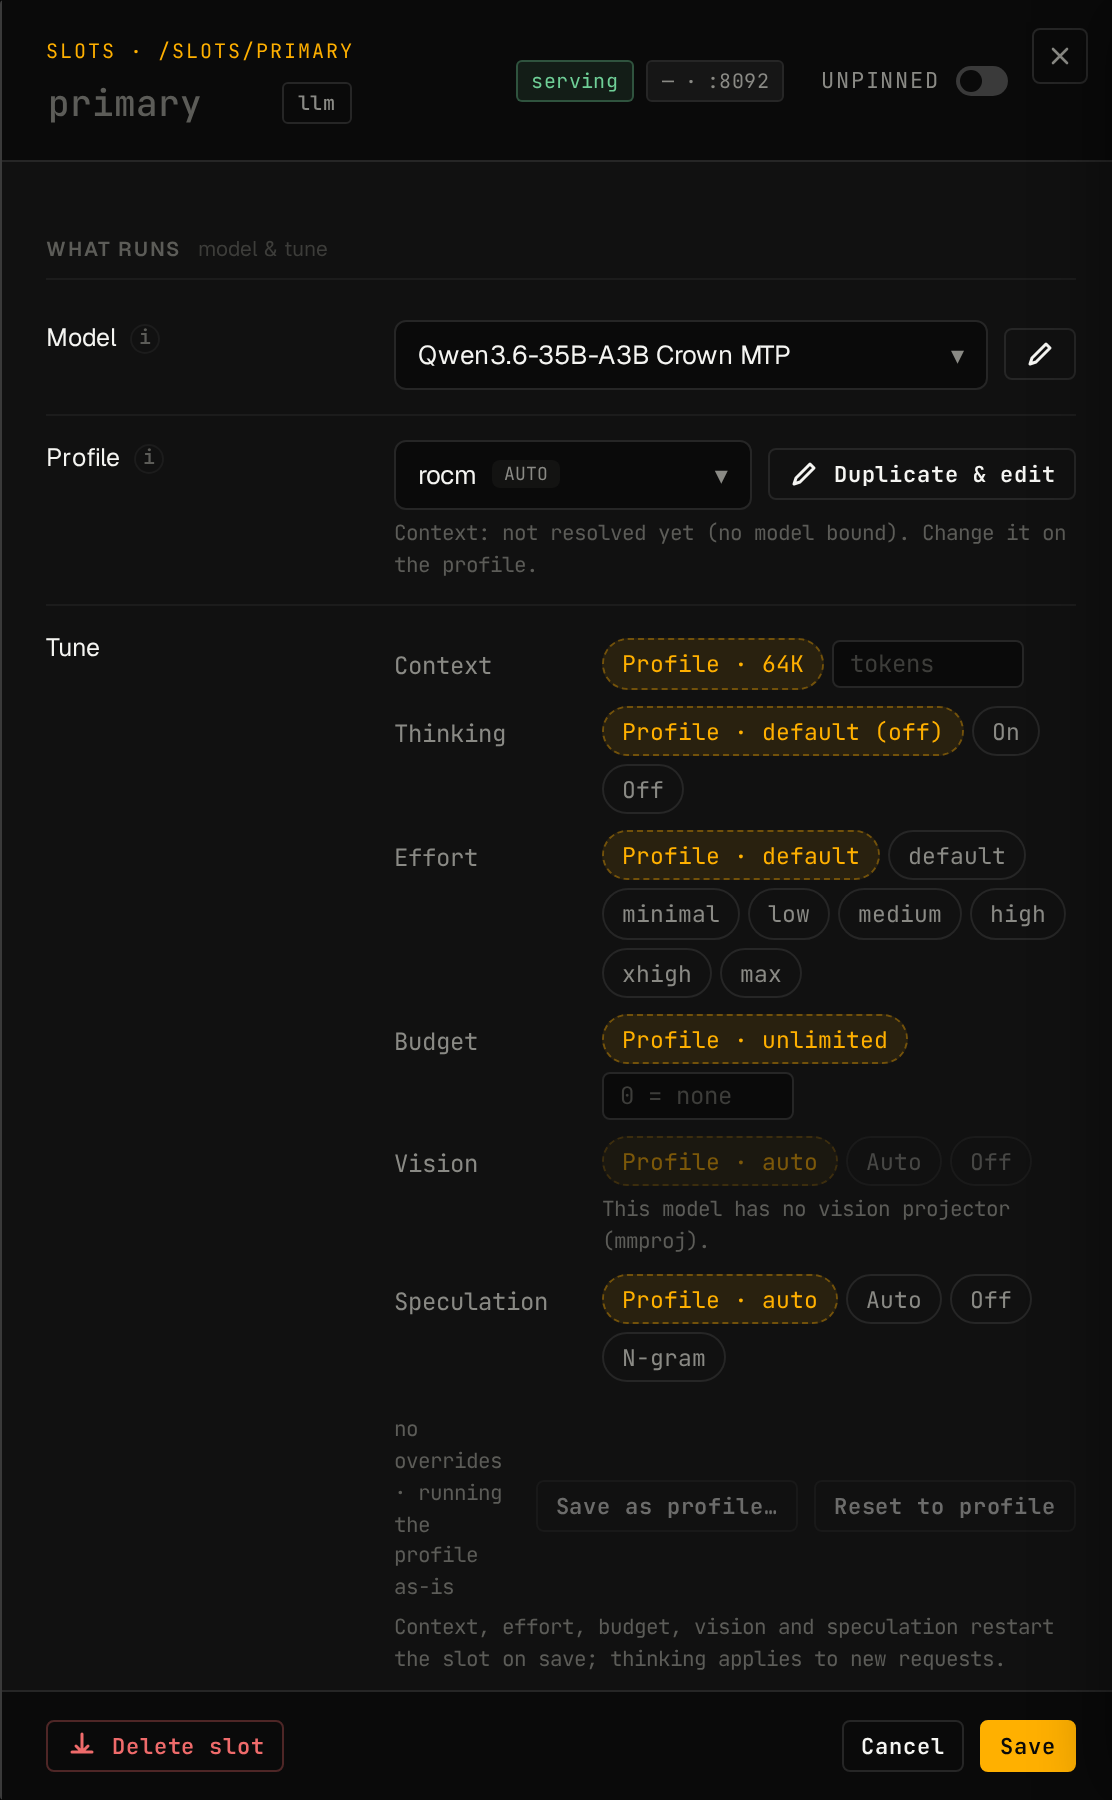 SLOTS · /SLOTS/PRIMARY
primary llm
serving — · :8092 UNPINNED
WHAT RUNS model & tune
Model i Qwen3.6-35B-A3B Crown MTP
Profile i rocm AUTO Duplicate & edit
Context: not resolved yet (no model bound). Change it on
the profile.
Tune
Context Profile · 64K tokens
Thinking Profile · default (off) On
Off
Effort Profile · default default
minimal low medium high
xhigh max
Budget Profile · unlimited
0 = none
Vision Profile · auto Auto Off
This model has no vision projector
(mmproj).
Speculation Profile · auto Auto Off
N-gram
no
overrides
· running
the
profile
as-is
Save as profile… Reset to profile
Context, effort, budget, vision and speculation restart
the slot on save; thinking applies to new requests.
Delete slot Cancel Save